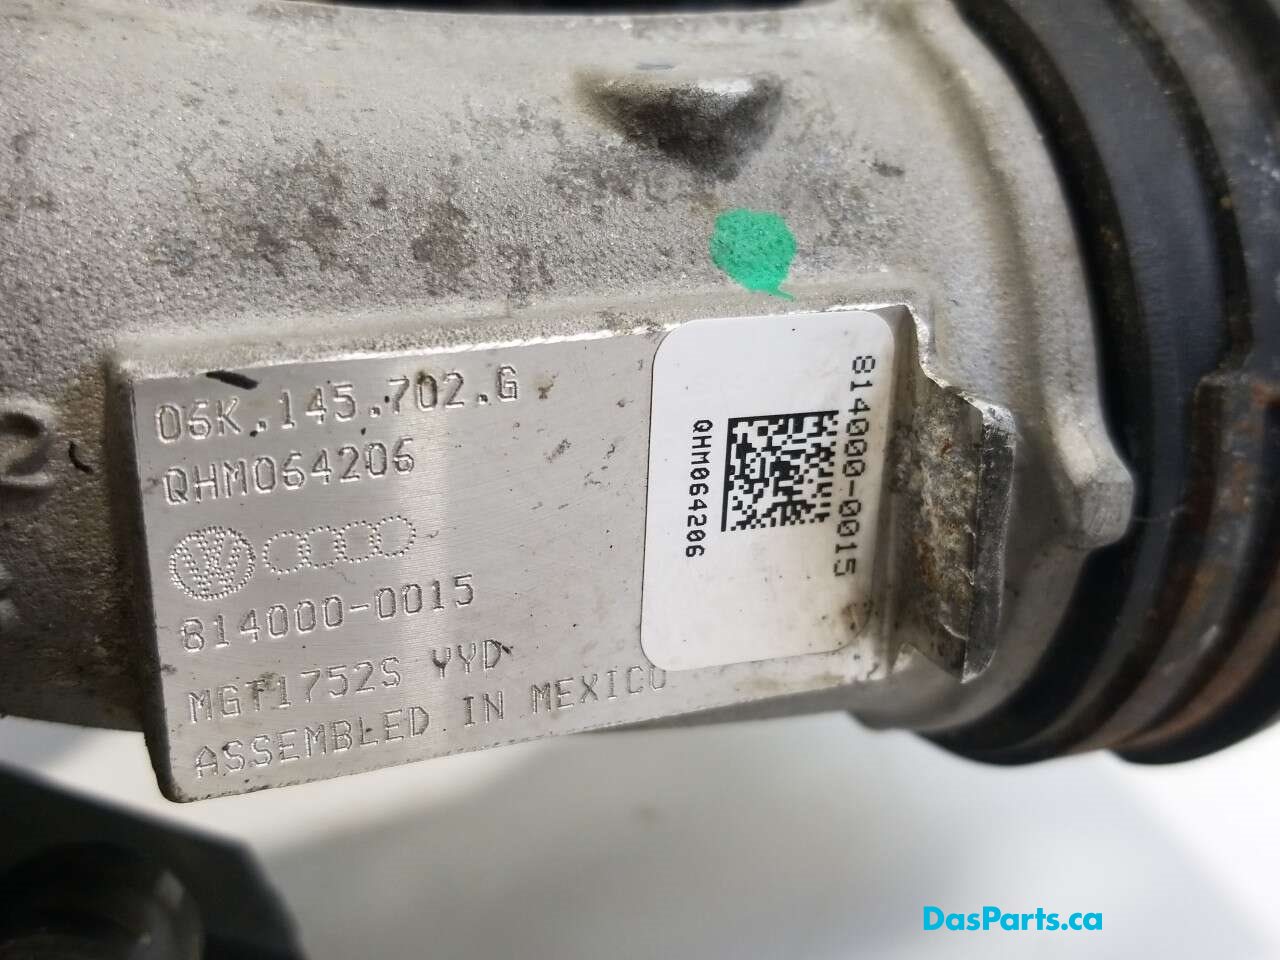 06K.145.702.G
QHM064206
814000-0015
MGT1752S YYD
ASSEMBLED IN MEXICO
814000-0015
QHM064206
DasParts.ca